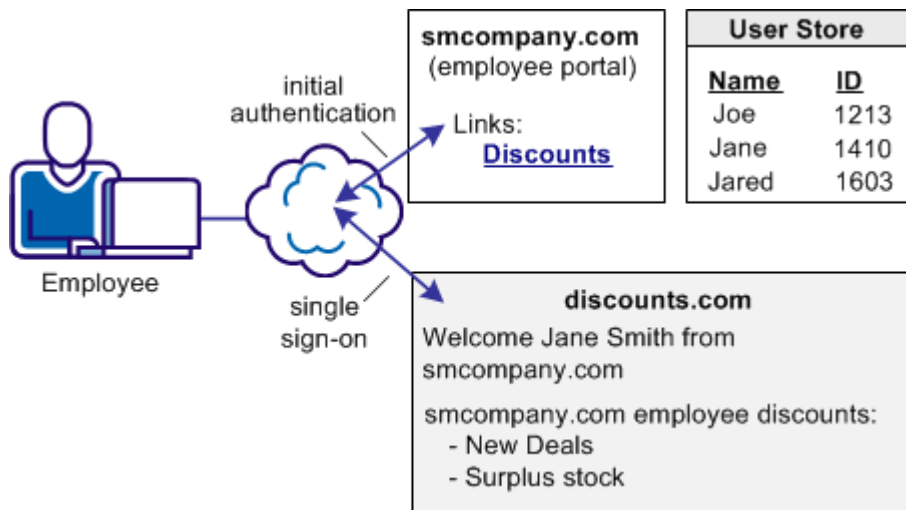 smcompany.com
(employee portal)
Links:
Discounts
User Store
Name ID
Joe 1213
Jane 1410
Jared 1603
initial
authentication
Employee
single
sign-on
discounts.com
Welcome Jane Smith from
smcompany.com
smcompany.com employee discounts:
- New Deals
- Surplus stock